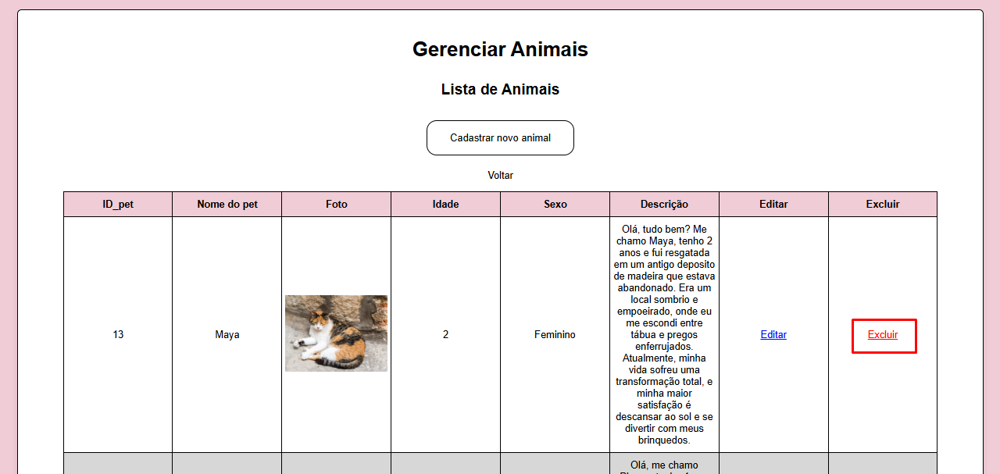 Gerenciar Animais
Lista de Animais
Cadastrar novo animal
Voltar
ID_pet Nome do pet Foto Idade Sexo Descrição Editar Excluir
13 Maya 2 Feminino
Olá, tudo bem? Me
chamo Maya, tenho 2
anos e fui resgatada
em um antigo deposito
de madeira que estava
abandonado. Era um
local sombrio e
empoeirado, onde eu
me escondi entre
tábua e pregos
enferrujados.
Atualmente, minha
vida sofreu uma
transformação total, e
minha maior
satisfação é
descansar ao sol e se
divertir com meus
brinquedos.
Editar Excluir
Olá, me chamo